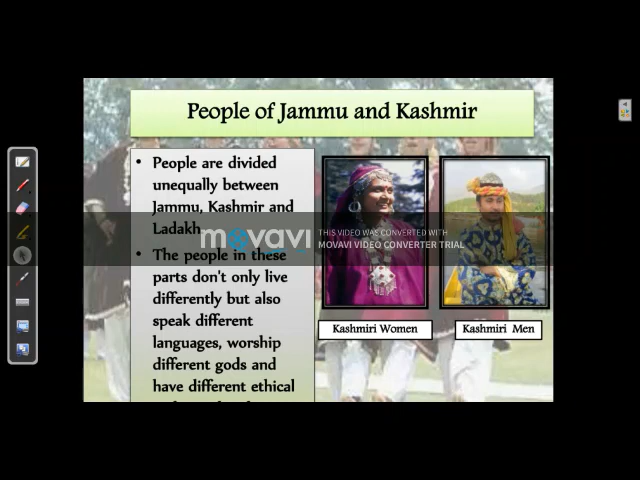 People of Jammu and Kashmir
• People are divided
unequally between
Jammu, Kashmir and
Ladakh
• The people in these
parts don't only live
differently but also
speak different
languages, worship
different gods and
have different ethical
movavi
THIS VIDEO WAS CONVERTED WITH
MOVAVI VIDEO CONVERTER TRIAL
Kashmiri Women
Kashmiri Men